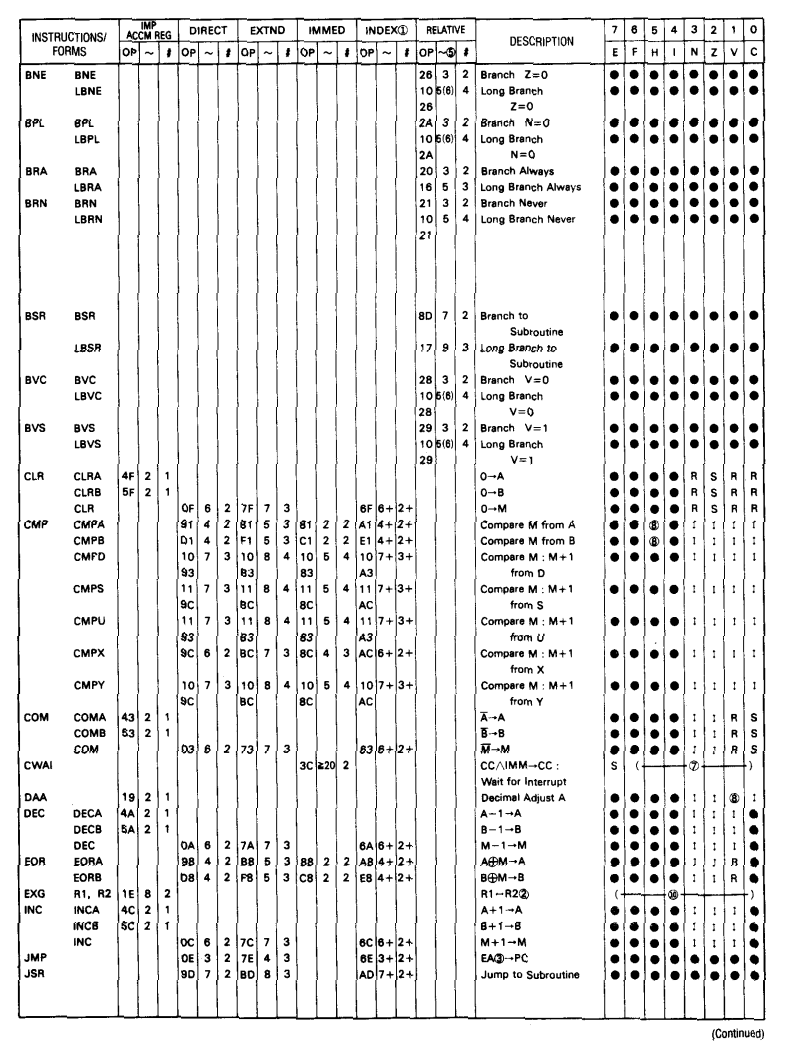 INSTRUCTIONS/ FORMS | IMP ACCM REG | DIRECT | EXTND | IMMED | INDEX① | RELATIVE | DESCRIPTION | 7 6 5 4 3 2 1 0
OP ~ # | OP ~ # | OP ~ # | OP ~ # | OP ~ # | OP ~⑤ # | E F H I N Z V C
BNE BNE 26 3 2 Branch Z=0 ● ● ● ● ● ● ● ●
LBNE 10 5(6) 4 Long Branch ● ● ● ● ● ● ● ●
26 Z=0
BPL BPL 2A 3 2 Branch N=0 ● ● ● ● ● ● ● ●
LBPL 10 5(6) 4 Long Branch ● ● ● ● ● ● ● ●
2A N=0
BRA BRA 20 3 2 Branch Always ● ● ● ● ● ● ● ●
LBRA 16 5 3 Long Branch Always ● ● ● ● ● ● ● ●
BRN BRN 21 3 2 Branch Never ● ● ● ● ● ● ● ●
LBRN 10 5 4 Long Branch Never ● ● ● ● ● ● ● ●
21
BSR BSR 8D 7 2 Branch to ● ● ● ● ● ● ● ●
Subroutine
LBSR 17 9 3 Long Branch to ● ● ● ● ● ● ● ●
Subroutine
BVC BVC 28 3 2 Branch V=0 ● ● ● ● ● ● ● ●
LBVC 10 5(6) 4 Long Branch ● ● ● ● ● ● ● ●
28 V=0
BVS BVS 29 3 2 Branch V=1 ● ● ● ● ● ● ● ●
LBVS 10 5(6) 4 Long Branch ● ● ● ● ● ● ● ●
29 V=1
CLR CLRA 4F 2 1 0→A ● ● ● ● R S R R
CLRB 5F 2 1 0→B ● ● ● ● R S R R
CLR 0F 6 2 7F 7 3 6F 6+ 2+ 0→M ● ● ● ● R S R R
CMP CMPA 91 4 2 B1 5 3 81 2 2 A1 4+ 2+ Compare M from A ● ● ⑧ ● ↕ ↕ ↕ ↕
CMPB D1 4 2 F1 5 3 C1 2 2 E1 4+ 2+ Compare M from B ● ● ⑧ ● ↕ ↕ ↕ ↕
CMPD 10 7 3 10 8 4 10 5 4 10 7+ 3+ Compare M : M+1 ● ● ● ● ↕ ↕ ↕ ↕
93 B3 83 A3 from D
CMPS 11 7 3 11 8 4 11 5 4 11 7+ 3+ Compare M : M+1 ● ● ● ● ↕ ↕ ↕ ↕
9C BC 8C AC from S
CMPU 11 7 3 11 8 4 11 5 4 11 7+ 3+ Compare M : M+1 ● ● ● ● ↕ ↕ ↕ ↕
93 B3 83 A3 from U
CMPX 9C 6 2 BC 7 3 8C 4 3 AC 6+ 2+ Compare M : M+1 ● ● ● ● ↕ ↕ ↕ ↕
from X
CMPY 10 7 3 10 8 4 10 5 4 10 7+ 3+ Compare M : M+1 ● ● ● ● ↕ ↕ ↕ ↕
9C BC 8C AC from Y
COM COMA 43 2 1 A̅→A ● ● ● ● ↕ ↕ R S
COMB 53 2 1 B̅→B ● ● ● ● ↕ ↕ R S
COM 03 6 2 73 7 3 63 6+ 2+ M̅→M ● ● ● ● ↕ ↕ R S
CWAI 3C ≧20 2 CC∧IMM→CC : S ( ⑦ )
Wait for Interrupt
DAA 19 2 1 Decimal Adjust A ● ● ● ● ↕ ↕ ⑧ ↕
DEC DECA 4A 2 1 A−1→A ● ● ● ● ↕ ↕ ↕ ●
DECB 5A 2 1 B−1→B ● ● ● ● ↕ ↕ ↕ ●
DEC 0A 6 2 7A 7 3 6A 6+ 2+ M−1→M ● ● ● ● ↕ ↕ ↕ ●
EOR EORA 98 4 2 B8 5 3 88 2 2 A8 4+ 2+ A⊕M→A ● ● ● ● ↕ ↕ R ●
EORB D8 4 2 F8 5 3 C8 2 2 E8 4+ 2+ B⊕M→B ● ● ● ● ↕ ↕ R ●
EXG R1, R2 1E 8 2 R1↔R2② ( ⑩ )
INC INCA 4C 2 1 A+1→A ● ● ● ● ↕ ↕ ↕ ●
INCB 5C 2 1 B+1→B ● ● ● ● ↕ ↕ ↕ ●
INC 0C 6 2 7C 7 3 6C 6+ 2+ M+1→M ● ● ● ● ↕ ↕ ↕ ●
JMP 0E 3 2 7E 4 3 6E 3+ 2+ EA③→PC ● ● ● ● ● ● ● ●
JSR 9D 7 2 BD 8 3 AD 7+ 2+ Jump to Subroutine ● ● ● ● ● ● ● ●
(Continued)